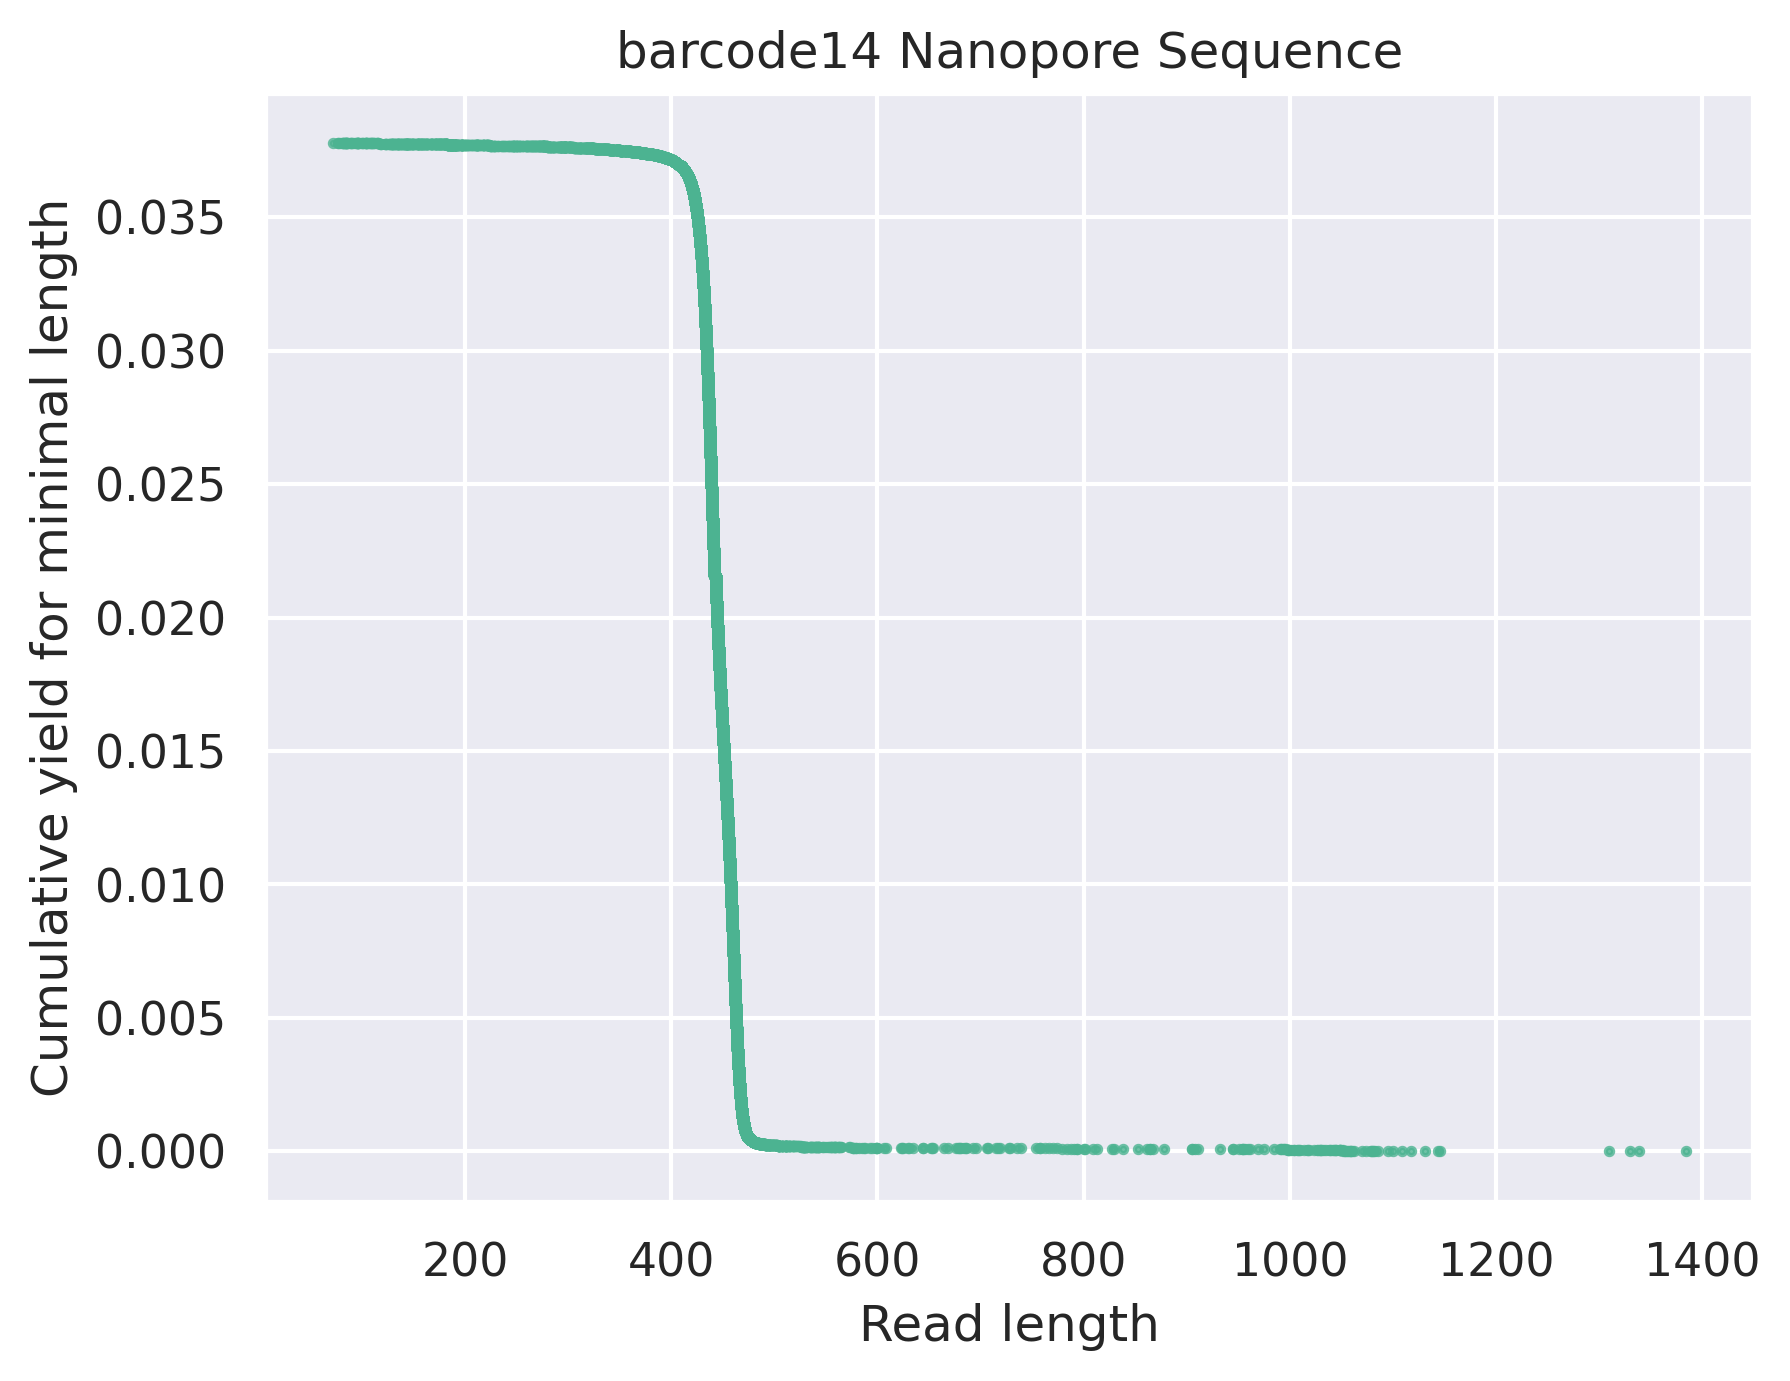 barcode14 Nanopore Sequence
Cumulative yield for minimal length
0.035
0.030
0.025
0.020
0.015
0.010
0.005
0.000
200 400 600 800 1000 1200 1400
Read length